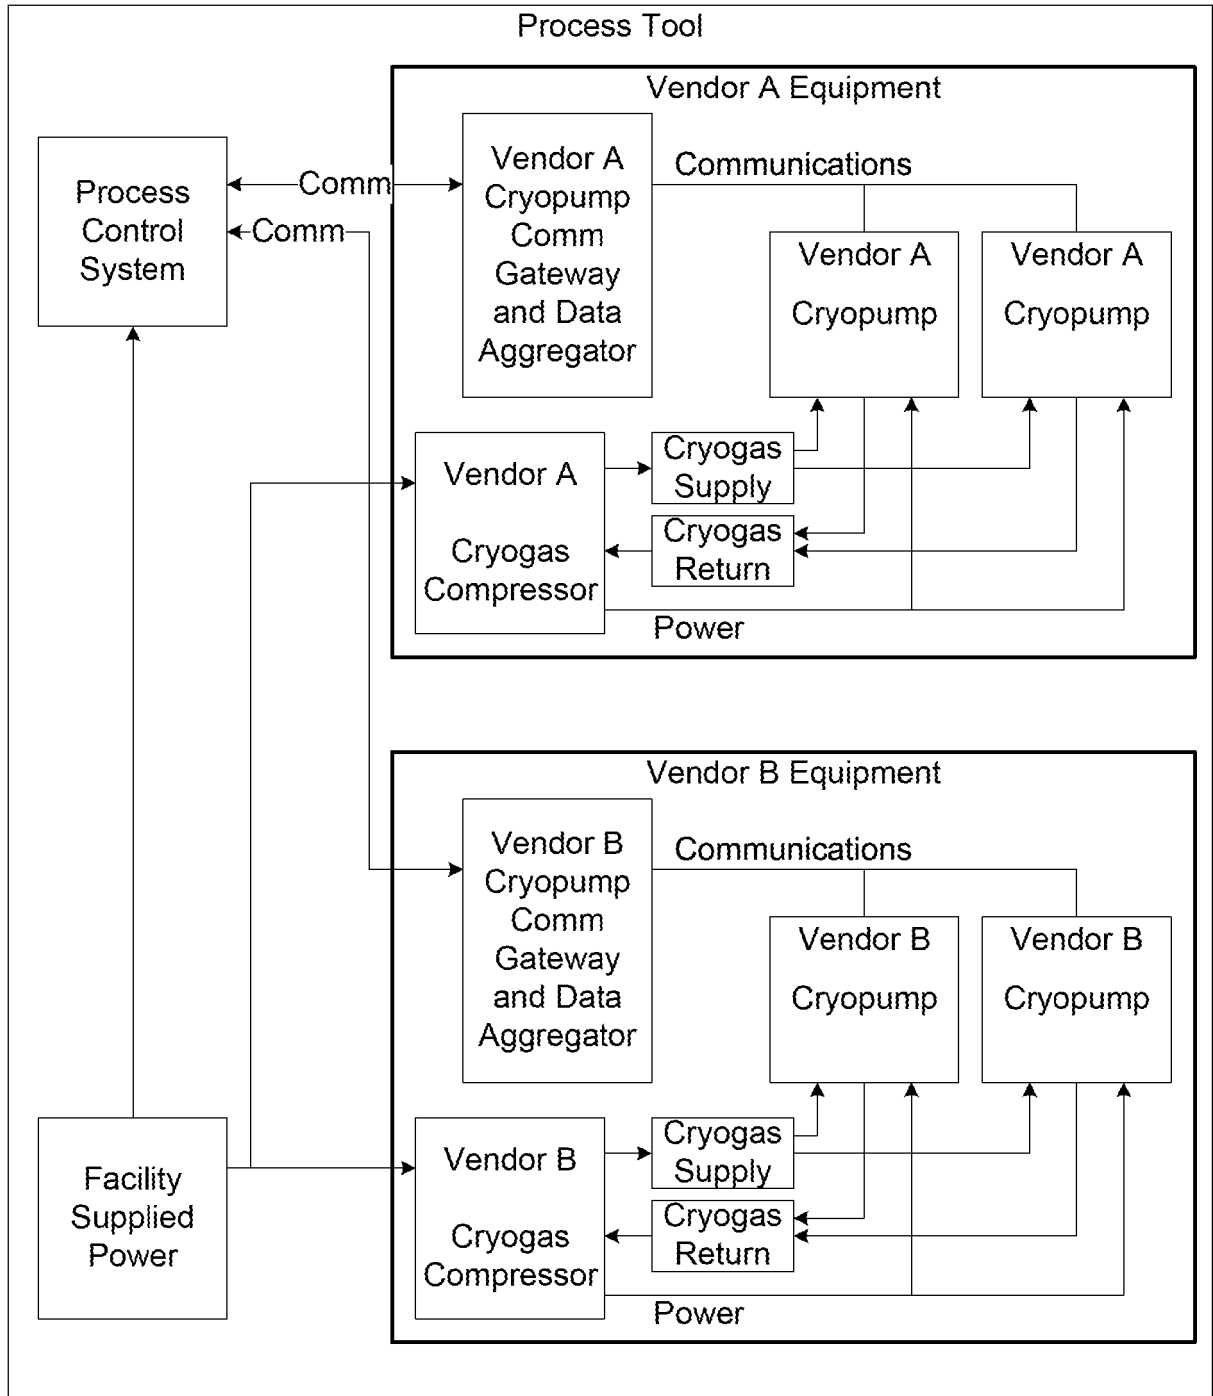 Process Tool
Vendor A Equipment
Process
Control
System
Comm
Comm
Vendor A
Cryopump
Comm
Gateway
and Data
Aggregator
Communications
Vendor A
Cryopump
Vendor A
Cryopump
Vendor A
Cryogas
Compressor
Cryogas
Supply
Cryogas
Return
Power
Vendor B Equipment
Vendor B
Cryopump
Comm
Gateway
and Data
Aggregator
Communications
Vendor B
Cryopump
Vendor B
Cryopump
Facility
Supplied
Power
Vendor B
Cryogas
Compressor
Cryogas
Supply
Cryogas
Return
Power